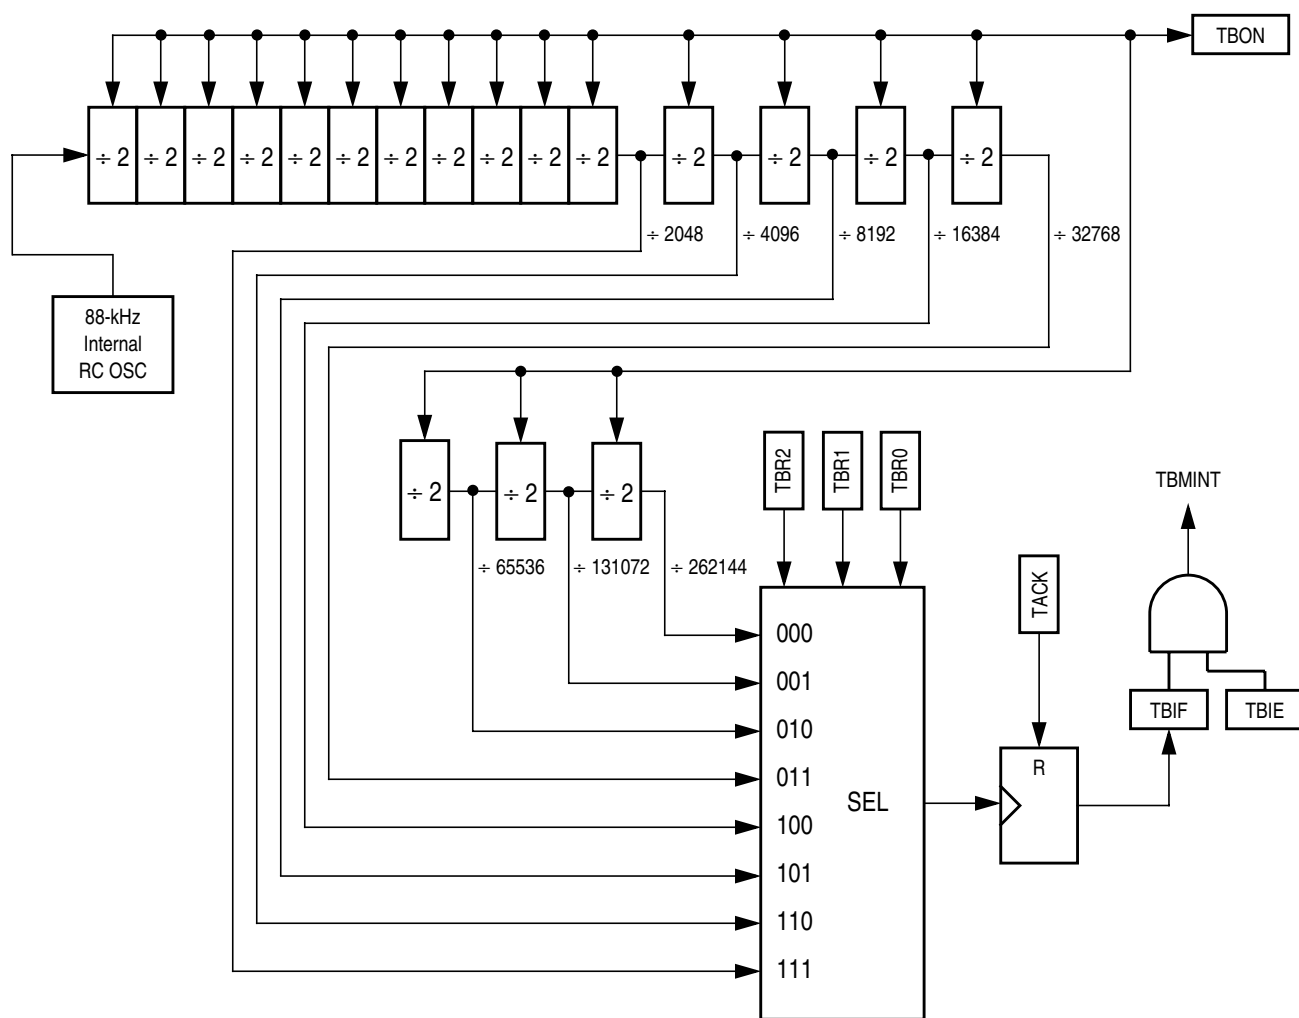 TBON
÷ 2 ÷ 2 ÷ 2 ÷ 2 ÷ 2 ÷ 2 ÷ 2 ÷ 2 ÷ 2 ÷ 2 ÷ 2 ÷ 2 ÷ 2 ÷ 2 ÷ 2
÷ 2048 ÷ 4096 ÷ 8192 ÷ 16384 ÷ 32768
88-kHz
Internal
RC OSC
TBR2 TBR1 TBR0
÷ 2 ÷ 2 ÷ 2
÷ 65536 ÷ 131072 ÷ 262144
TBMINT
TACK
000
001
010
011
100
101
110
111
SEL
R
TBIF TBIE